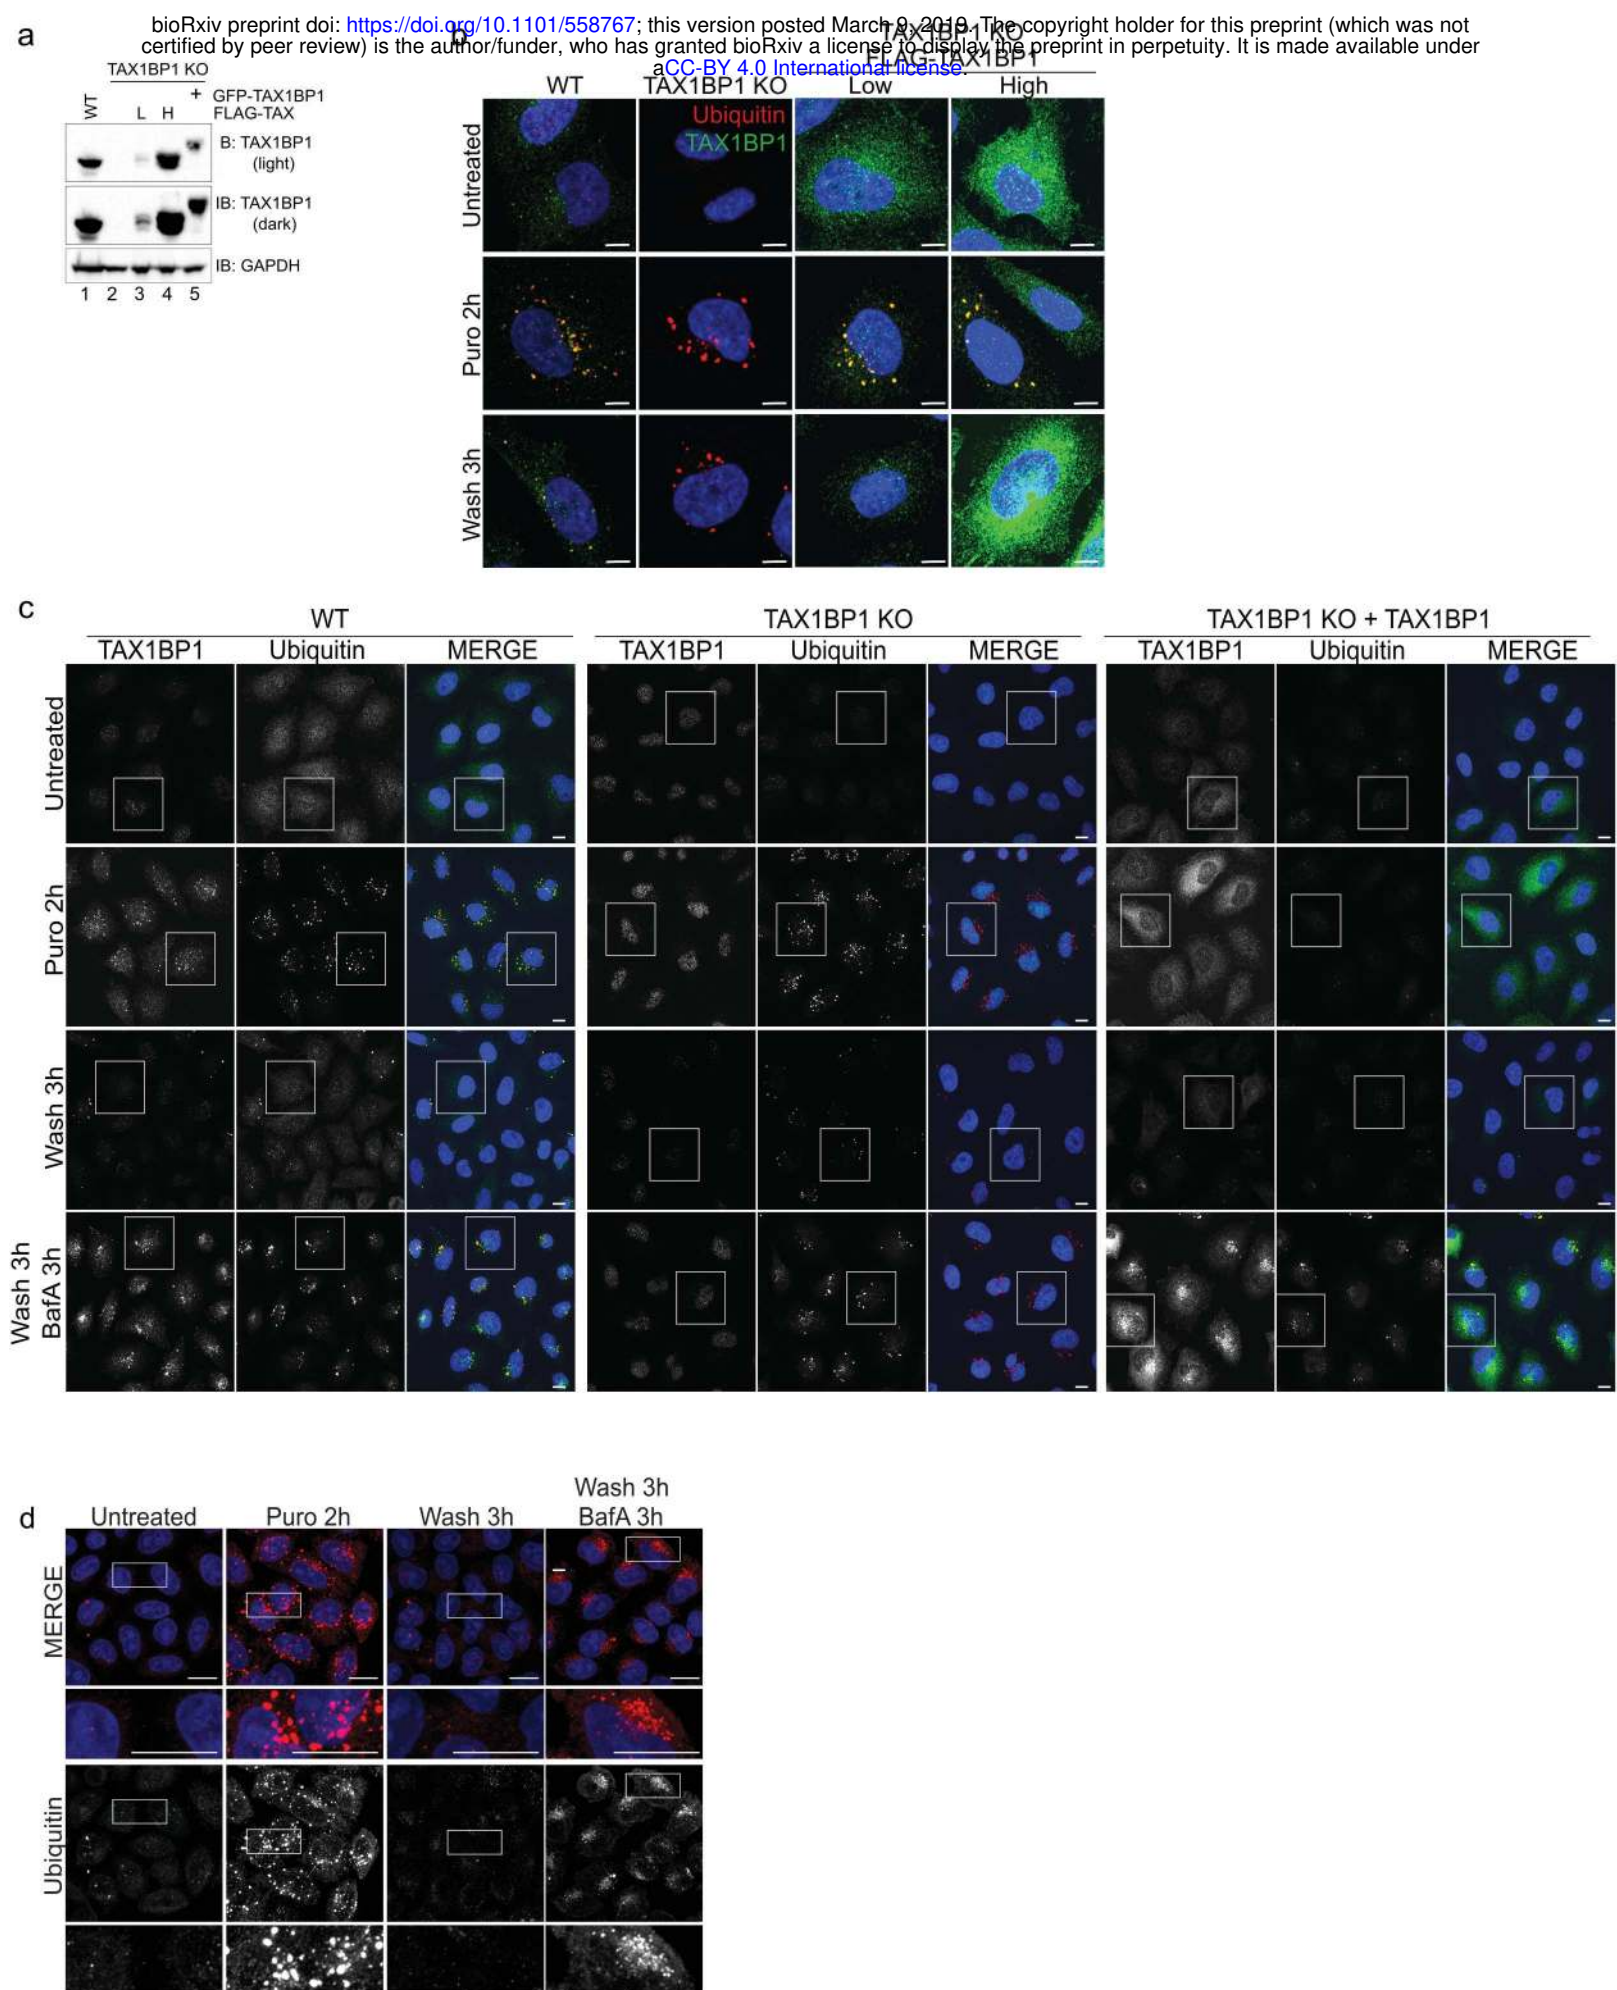 bioRxiv preprint doi: https://doi.org/10.1101/558767; this version posted March 9, 2019. The copyright holder for this preprint (which was not
certified by peer review) is the author/funder, who has granted bioRxiv a license to display the preprint in perpetuity. It is made available under
aCC-BY 4.0 International license.
a
TAX1BP1 KO
WT
+ GFP-TAX1BP1
L H FLAG-TAX
B: TAX1BP1
(light)
IB: TAX1BP1
(dark)
IB: GAPDH
1 2 3 4 5
b
TAX1BP1 KO
FLAG-TAX1BP1
WT TAX1BP1 KO Low High
Ubiquitin
TAX1BP1
Untreated
Puro 2h
Wash 3h
c
WT TAX1BP1 KO TAX1BP1 KO + TAX1BP1
TAX1BP1 Ubiquitin MERGE TAX1BP1 Ubiquitin MERGE TAX1BP1 Ubiquitin MERGE
Untreated
Puro 2h
Wash 3h
Wash 3h
BafA 3h
d
Wash 3h
Untreated Puro 2h Wash 3h BafA 3h
MERGE
Ubiquitin